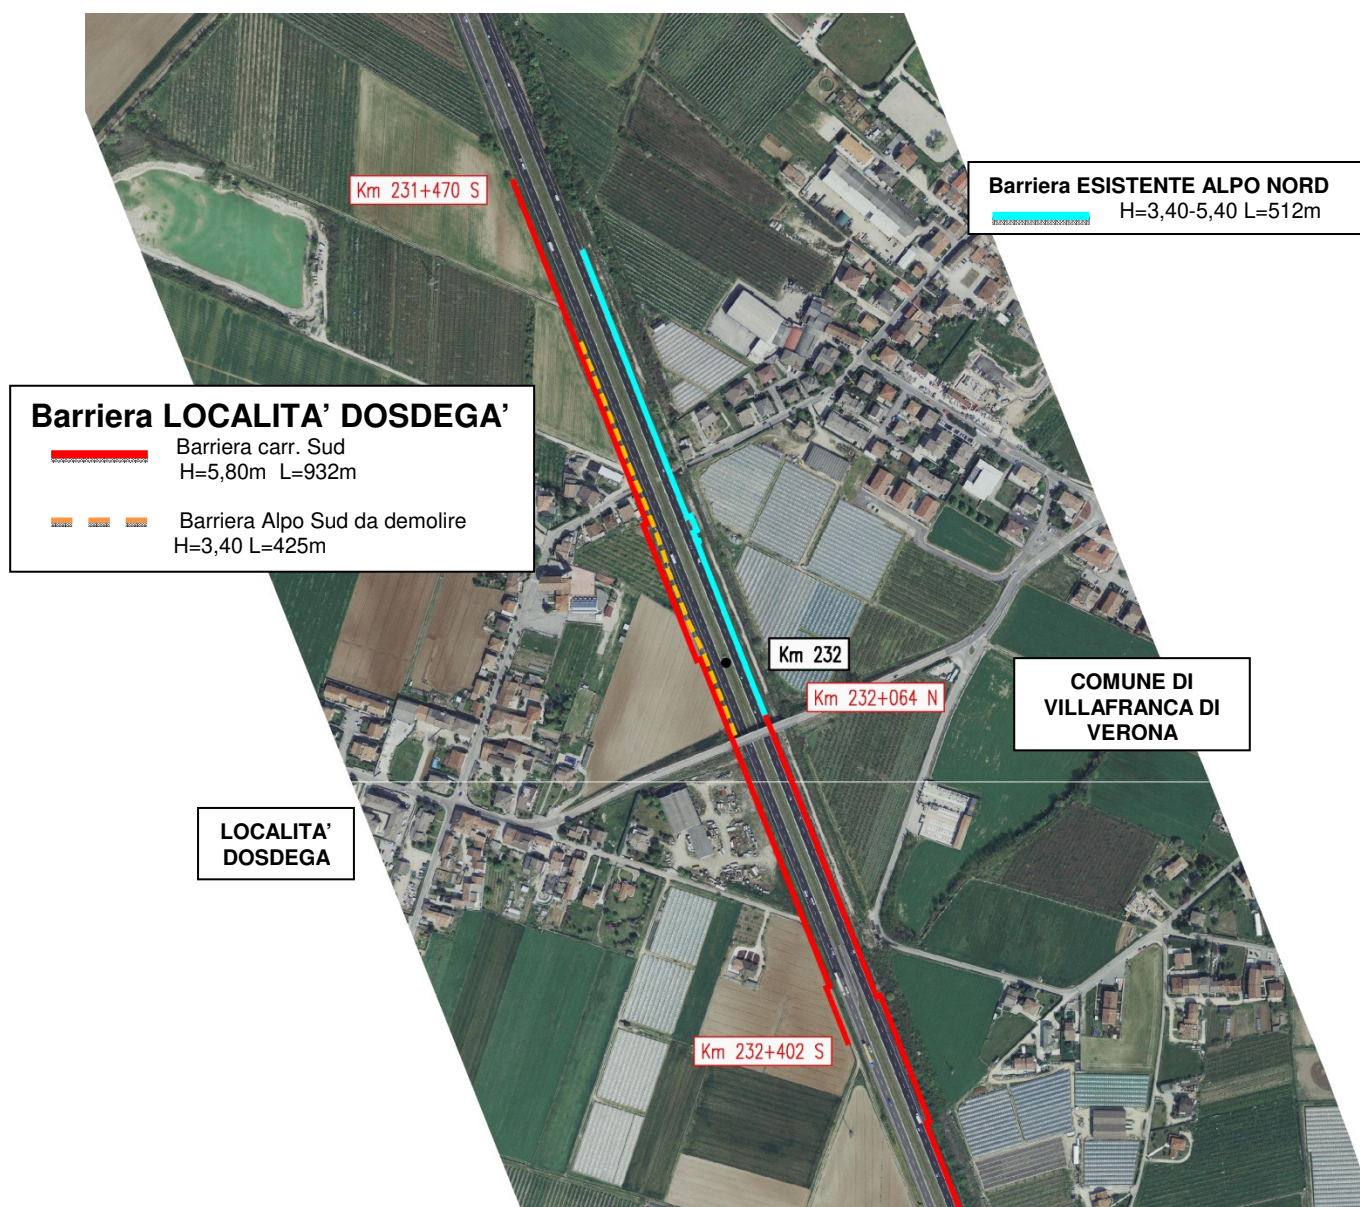 Km 231+470 S
Barriera ESISTENTE ALPO NORD
H=3,40-5,40 L=512m
Barriera LOCALITA’ DOSDEGA’
Barriera carr. Sud
H=5,80m L=932m
Barriera Alpo Sud da demolire
H=3,40 L=425m
Km 232
Km 232+064 N
COMUNE DI
VILLAFRANCA DI
VERONA
LOCALITA’
DOSDEGA
Km 232+402 S